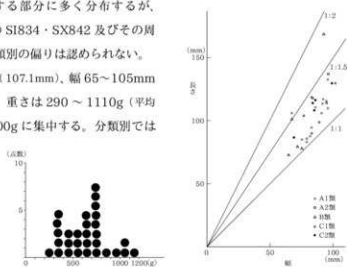 する部分に多く分布するが、
SI834・SX842 及びその周
類別の偏りは認められない。
107.1mm)、幅 65～105mm
重さは 290 ～ 1110g（平均
00g に集中する。分類別では
(点数)
10
5
0
500
1000
1200(g)
1:2
(mm)
150
1:1.5
長さ
100
1:1
50
A1類
A2類
B類
C1類
C2類
0
50
100
幅
(mm)